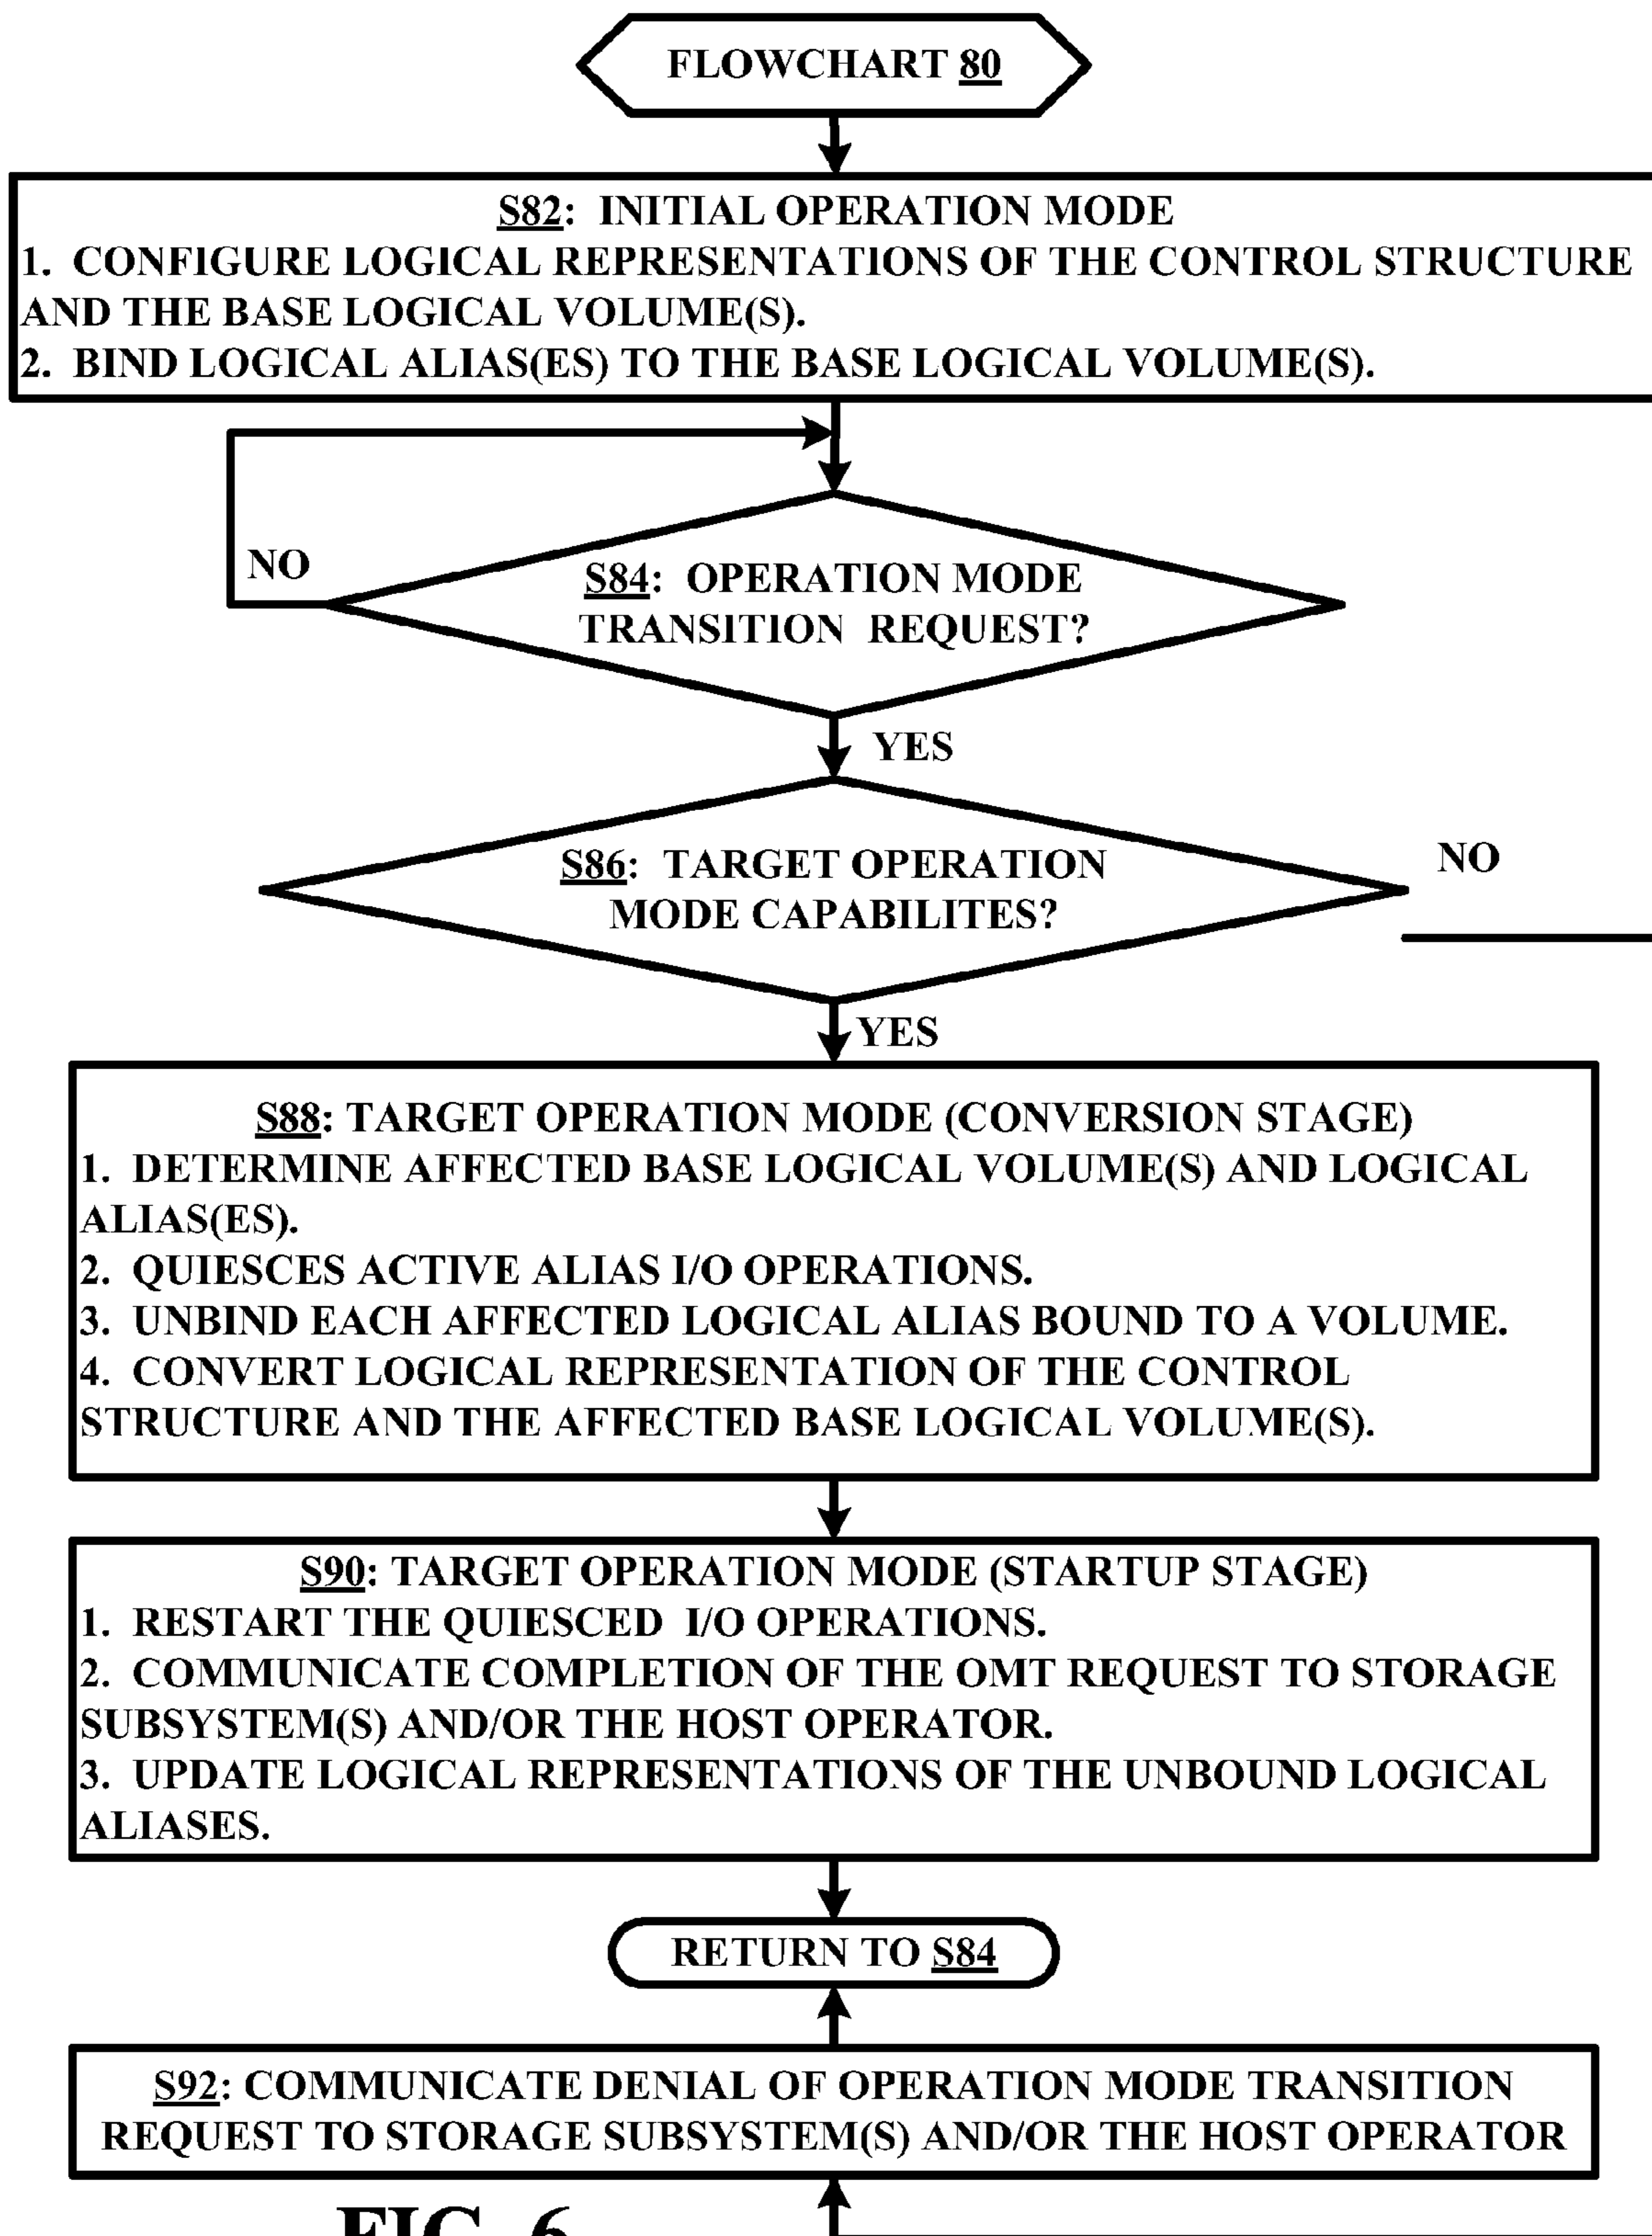 FLOWCHART 80
S82: INITIAL OPERATION MODE
1. CONFIGURE LOGICAL REPRESENTATIONS OF THE CONTROL STRUCTURE
AND THE BASE LOGICAL VOLUME(S).
2. BIND LOGICAL ALIAS(ES) TO THE BASE LOGICAL VOLUME(S).
NO
S84: OPERATION MODE
TRANSITION REQUEST?
YES
S86: TARGET OPERATION
MODE CAPABILITES?
NO
YES
S88: TARGET OPERATION MODE (CONVERSION STAGE)
1. DETERMINE AFFECTED BASE LOGICAL VOLUME(S) AND LOGICAL
ALIAS(ES).
2. QUIESCES ACTIVE ALIAS I/O OPERATIONS.
3. UNBIND EACH AFFECTED LOGICAL ALIAS BOUND TO A VOLUME.
4. CONVERT LOGICAL REPRESENTATION OF THE CONTROL
STRUCTURE AND THE AFFECTED BASE LOGICAL VOLUME(S).
S90: TARGET OPERATION MODE (STARTUP STAGE)
1. RESTART THE QUIESCED I/O OPERATIONS.
2. COMMUNICATE COMPLETION OF THE OMT REQUEST TO STORAGE
SUBSYSTEM(S) AND/OR THE HOST OPERATOR.
3. UPDATE LOGICAL REPRESENTATIONS OF THE UNBOUND LOGICAL
ALIASES.
RETURN TO S84
S92: COMMUNICATE DENIAL OF OPERATION MODE TRANSITION
REQUEST TO STORAGE SUBSYSTEM(S) AND/OR THE HOST OPERATOR
FIG. 6